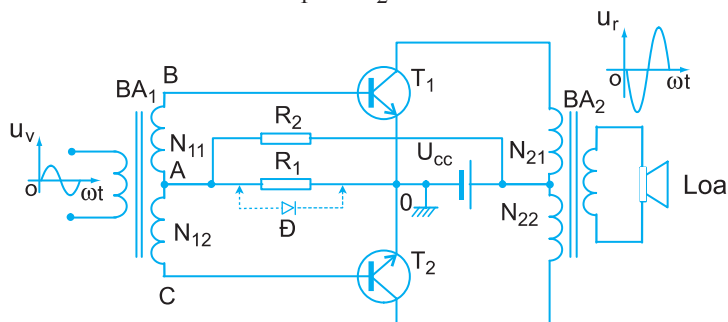 u_r
B
T₁
o
ωt
BA₁
BA₂
u_v
R₂
N₁₁
U_cc
N₂₁
A
R₁
Loa
o
ωt
0
N₂₂
N₁₂
Đ
T₂
C